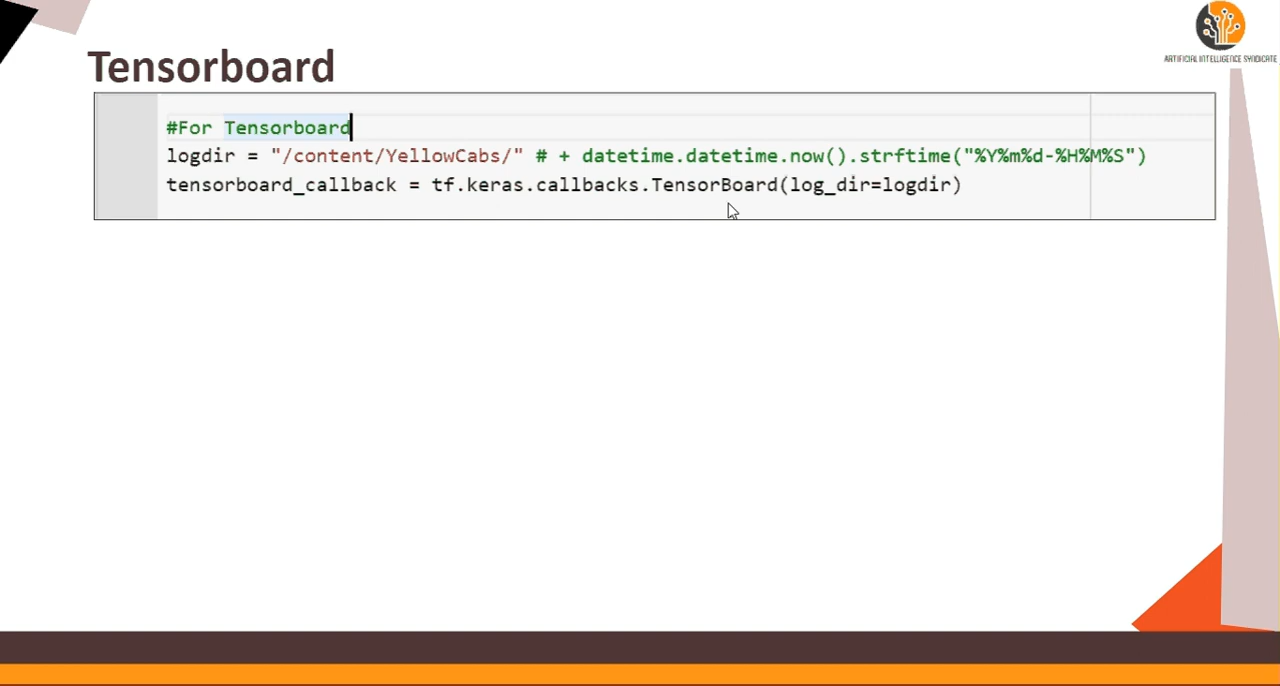 ARTIFICIAL INTELLIGENCE SYNDICATE
Tensorboard
#For Tensorboard
logdir = "/content/YellowCabs/" # + datetime.datetime.now().strftime("%Y%m%d-%H%M%S")
tensorboard_callback = tf.keras.callbacks.TensorBoard(log_dir=logdir)